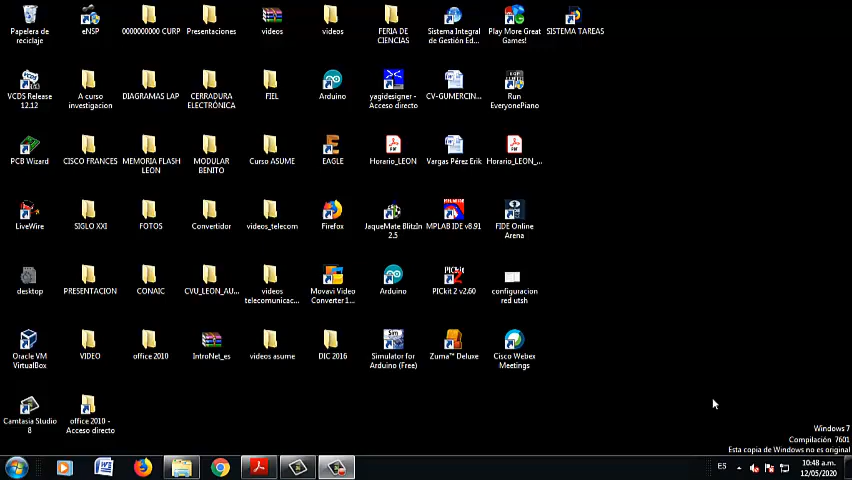 Papelera de
reciclaje
eNSP
0000000000 CURP
Presentaciones
videos
videos
FERIA DE
CIENCIAS
Sistema Integral
de Gestión Ed...
Play More Great
Games!
SISTEMA TAREAS
VCDS Release
12.12
A curso
investigacion
DIAGRAMAS LAP
CERRADURA
ELECTRÓNICA
FIEL
Arduino
yagidesigner -
Acceso directo
CV-GUMERCIN...
Run
EveryonePiano
PCB Wizard
CISCO FRANCES
MEMORIA FLASH
LEON
MODULAR
BENITO
Curso ASUME
EAGLE
Horario_LEON
Vargas Pérez Erik
Horario_LEON_...
LiveWire
SIGLO XXI
FOTOS
Convertidor
videos_telecom
Firefox
JaqueMate BlitzIn
2.5
MPLAB IDE v8.91
FIDE Online
Arena
desktop
PRESENTACION
CONAIC
CVU_LEON_AU...
videos
telecomunicac...
Movavi Video
Converter 1...
Arduino
PICkit 2 v2.60
configuracion
red utsh
Oracle VM
VirtualBox
VIDEO
office 2010
IntroNet_es
videos asume
DIC 2016
Simulator for
Arduino (Free)
Zuma™ Deluxe
Cisco Webex
Meetings
Camtasia Studio
8
office 2010 -
Acceso directo
Windows 7
Compilación 7601
Esta copia de Windows no es original
ES
10:48 a.m.
12/05/2020